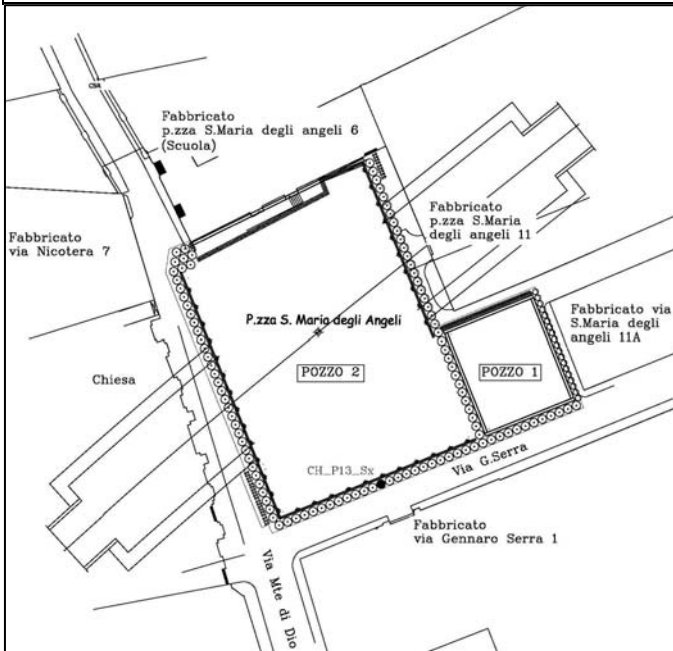 Fabbricato
p.zza S.Maria degli angeli 6
(Scuola)
Fabbricato
p.zza S.Maria
degli angeli 11
Fabbricato
via Nicotera 7
P.zza S. Maria degli Angeli
Fabbricato via
S.Maria degli
angeli 11A
POZZO 2
POZZO 1
Chiesa
CH_P13_Sx
Via G.Serra
Fabbricato
via Gennaro Serra 1
Via Mte di Dio